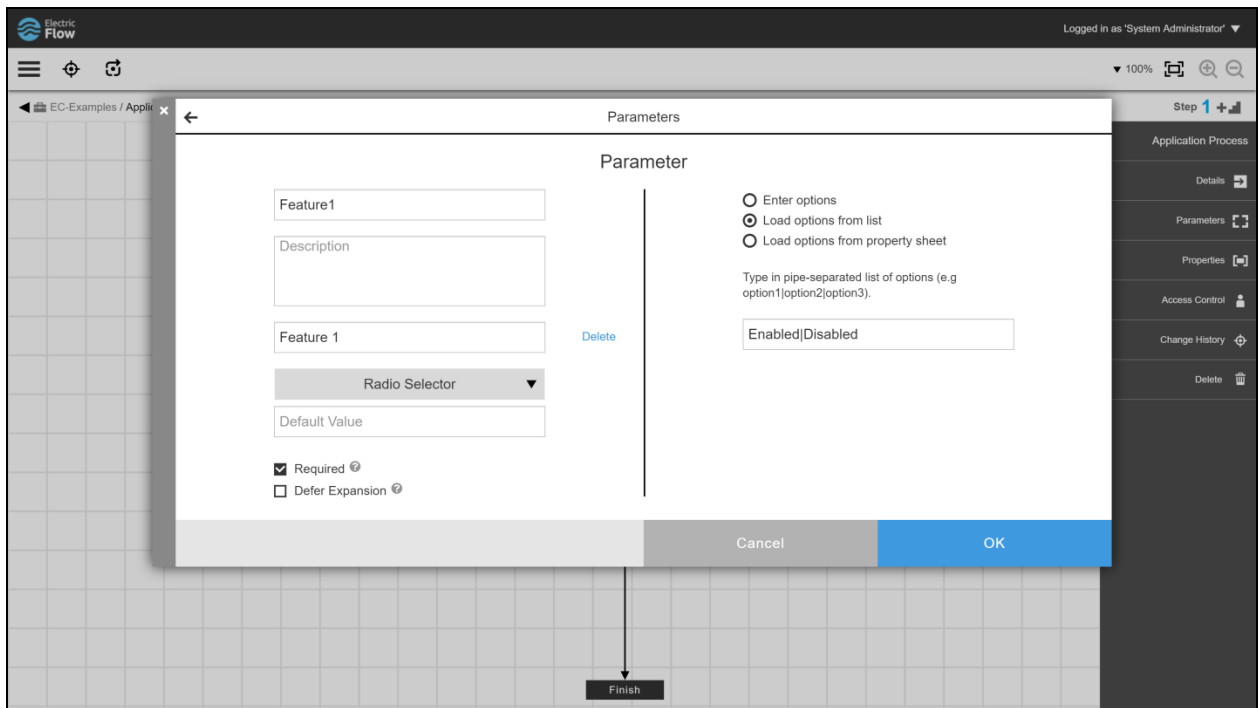 Electric
Flow
Logged in as 'System Administrator'
100%
EC-Examples / Applic
Step 1
Parameters
Application Process
Details
Parameters
Properties
Access Control
Change History
Delete
Parameter
Feature1
Description
Feature 1
Delete
Radio Selector
Default Value
Required
Defer Expansion
Enter options
Load options from list
Load options from property sheet
Type in pipe-separated list of options (e.g
option1|option2|option3).
Enabled|Disabled
Cancel
OK
Finish